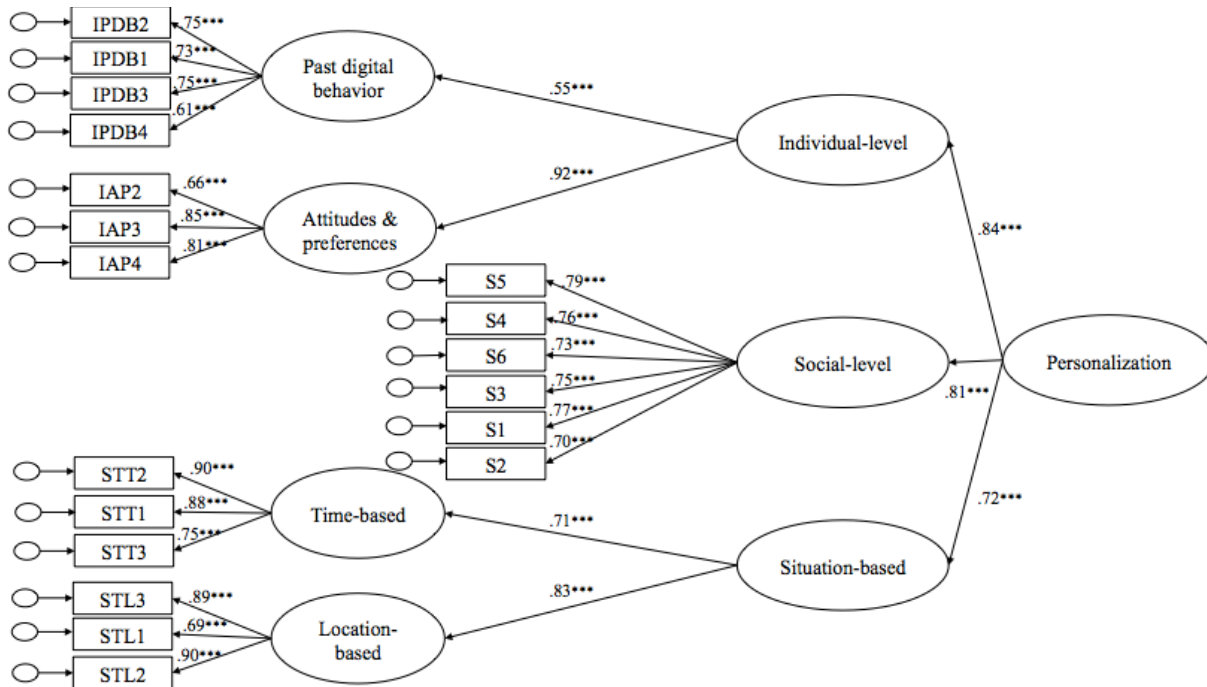 IPDB2
.75***
IPDB1
.73***
IPDB3
.75***
IPDB4
.61***
Past digital
behavior
.55***
Individual-level
IAP2
.66***
IAP3
.85***
IAP4
.81***
Attitudes &
preferences
.92***
.84***
S5
.79***
S4
.76***
S6
.73***
S3
.75***
S1
.77***
S2
.70***
Social-level
.81***
Personalization
STT2
.90***
STT1
.88***
STT3
.75***
Time-based
.71***
.72***
Situation-based
STL3
.89***
STL1
.69***
STL2
.90***
Location-
based
.83***